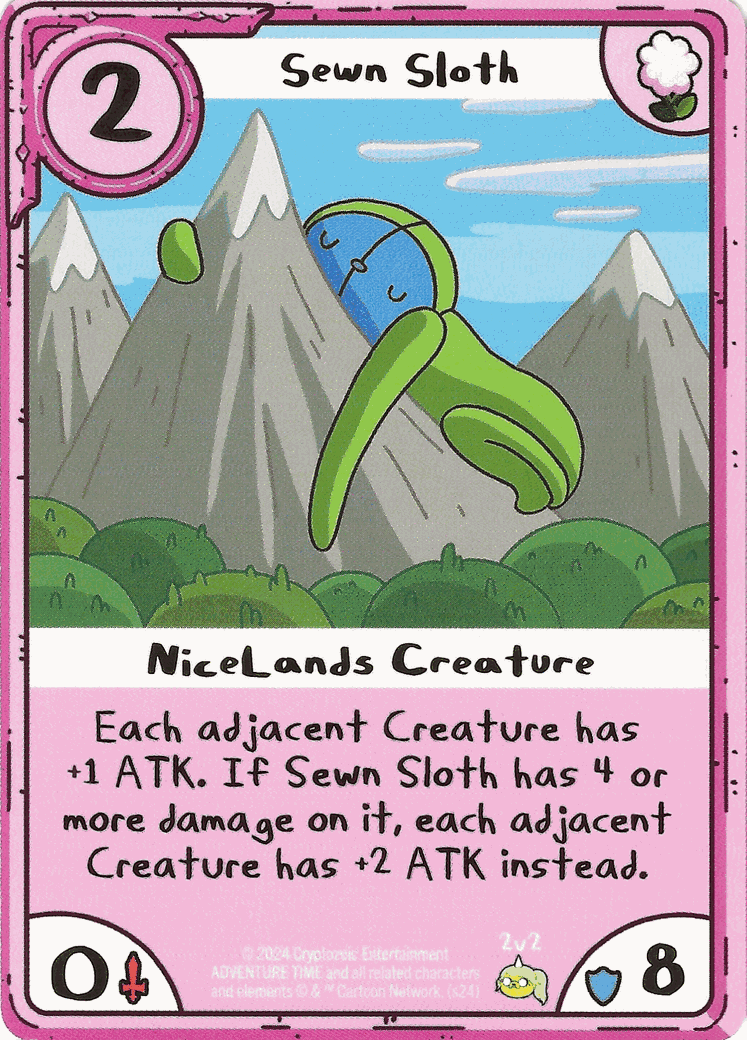 2
Sewn Sloth
NiceLands Creature
Each adjacent Creature has
+1 ATK. If Sewn Sloth has 4 or
more damage on it, each adjacent
Creature has +2 ATK instead.
2v2
© 2024 Cryptozoic Entertainment
ADVENTURE TIME and all related characters
and elements © & ™ Cartoon Network. (s24)
0
8